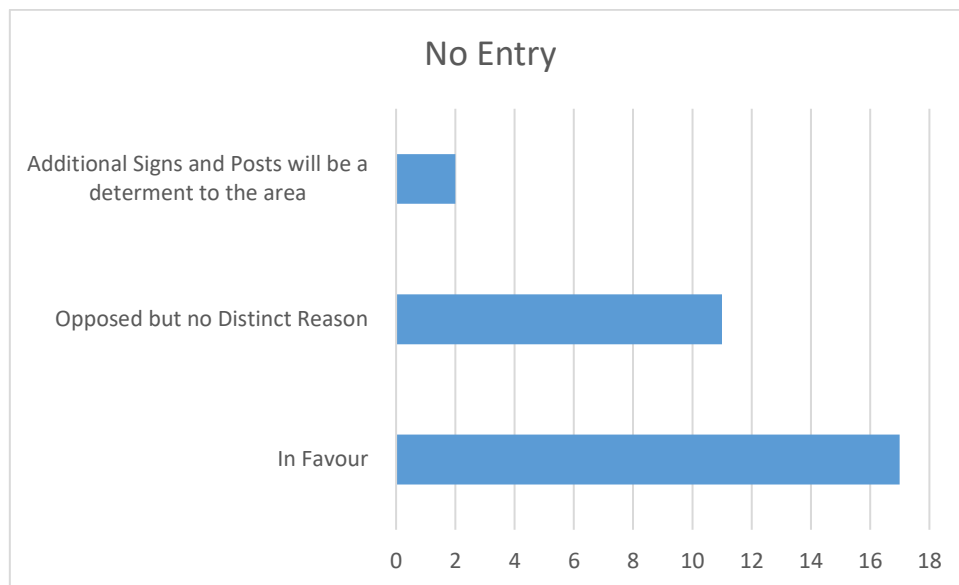 No Entry
Additional Signs and Posts will be a
determent to the area
Opposed but no Distinct Reason
In Favour
0 2 4 6 8 10 12 14 16 18